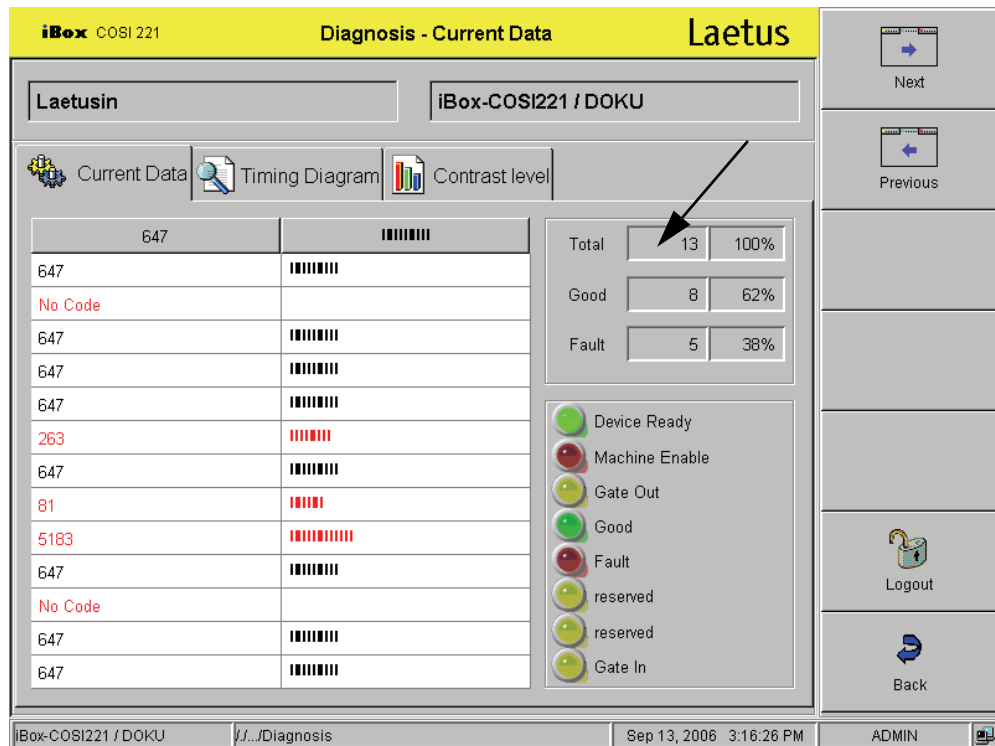 iBox COSI 221 Diagnosis - Current Data Laetus
Laetusin iBox-COSI221 / DOKU
Current Data Timing Diagram Contrast level
647
647
No Code
647
647
647
263
647
81
5183
647
No Code
647
647
Total 13 100%
Good 8 62%
Fault 5 38%
Device Ready
Machine Enable
Gate Out
Good
Fault
reserved
reserved
Gate In
Next
Previous
Logout
Back
iBox-COSI221 / DOKU /./.../Diagnosis Sep 13, 2006 3:16:26 PM ADMIN